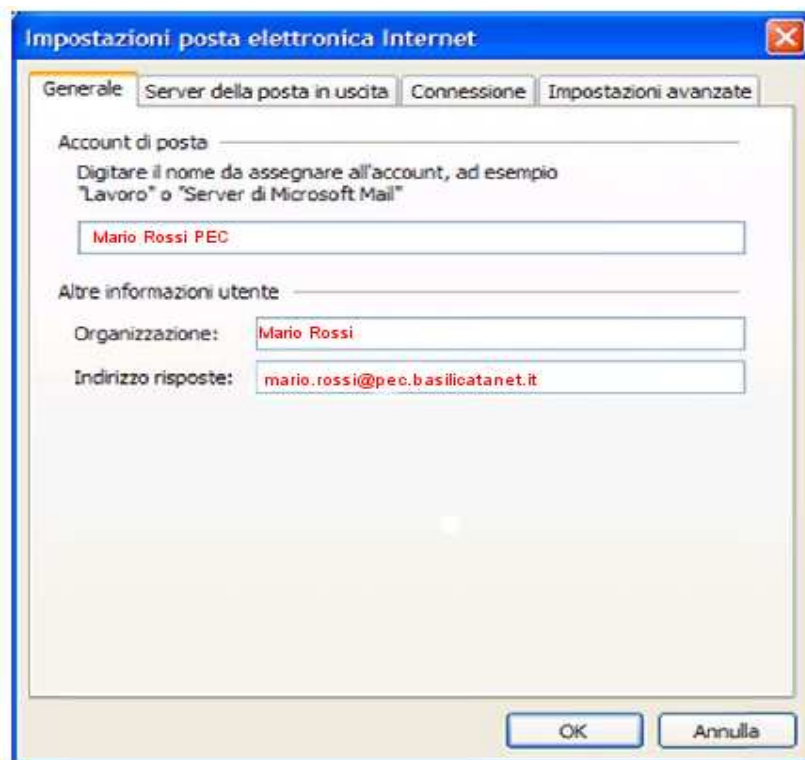 Impostazioni posta elettronica Internet
Generale Server della posta in uscita Connessione Impostazioni avanzate
Account di posta
Digitare il nome da assegnare all'account, ad esempio
"Lavoro" o "Server di Microsoft Mail"
Mario Rossi PEC
Altre informazioni utente
Organizzazione: Mario Rossi
Indirizzo risposte: mario.rossi@pec.basilicatanet.it
OK Annulla